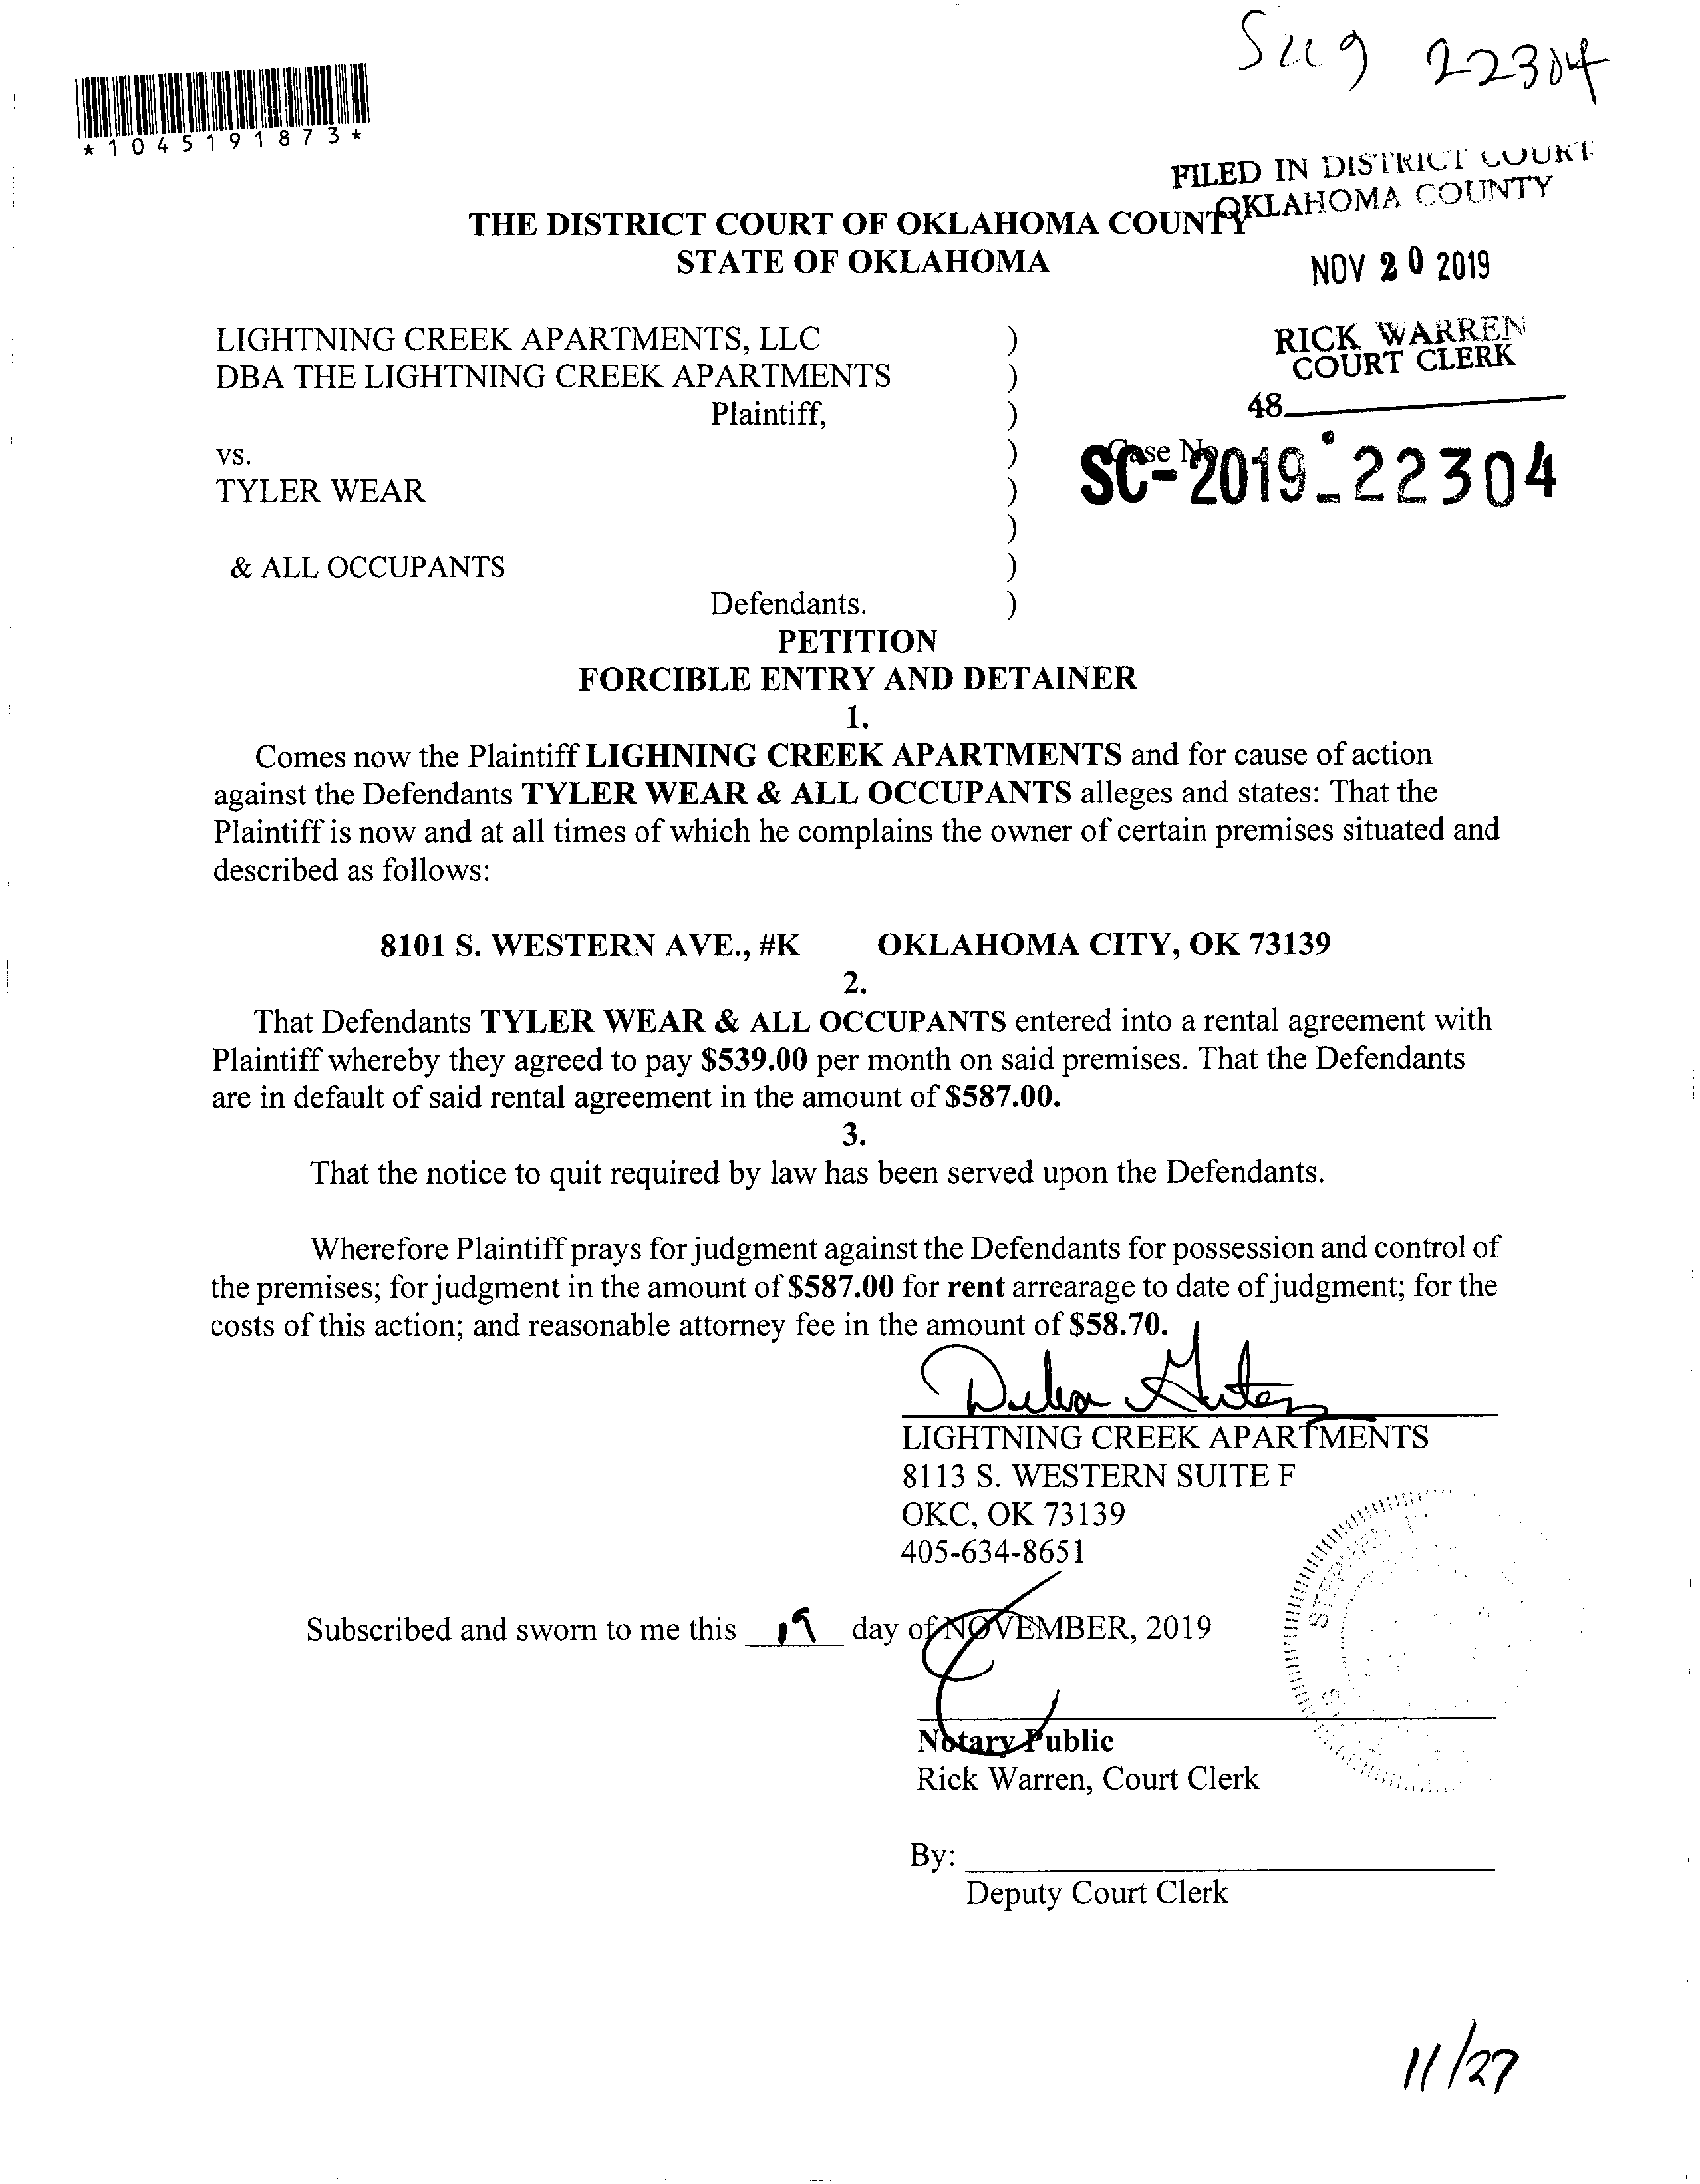 22304
*1045191873*
FILED IN DISTRICT COURT
OKLAHOMA COUNTY
THE DISTRICT COURT OF OKLAHOMA COUNTY
STATE OF OKLAHOMA
NOV 20 2019
LIGHTNING CREEK APARTMENTS, LLC )
DBA THE LIGHTNING CREEK APARTMENTS )
Plaintiff, )
RICK WARREN
COURT CLERK
48
vs. )
Case No
SC-2019-22304
TYLER WEAR )
)
& ALL OCCUPANTS )
Defendants. )
PETITION
FORCIBLE ENTRY AND DETAINER
1.
Comes now the Plaintiff LIGHNING CREEK APARTMENTS and for cause of action
against the Defendants TYLER WEAR & ALL OCCUPANTS alleges and states: That the
Plaintiff is now and at all times of which he complains the owner of certain premises situated and
described as follows:
8101 S. WESTERN AVE., #K OKLAHOMA CITY, OK 73139
2.
That Defendants TYLER WEAR & ALL OCCUPANTS entered into a rental agreement with
Plaintiff whereby they agreed to pay $539.00 per month on said premises. That the Defendants
are in default of said rental agreement in the amount of $587.00.
3.
That the notice to quit required by law has been served upon the Defendants.
Wherefore Plaintiff prays for judgment against the Defendants for possession and control of
the premises; for judgment in the amount of $587.00 for rent arrearage to date of judgment; for the
costs of this action; and reasonable attorney fee in the amount of $58.70.
LIGHTNING CREEK APARTMENTS
8113 S. WESTERN SUITE F
OKC, OK 73139
405-634-8651
Subscribed and sworn to me this 19 day of NOVEMBER, 2019
Notary Public
Rick Warren, Court Clerk
By:
Deputy Court Clerk
11/27